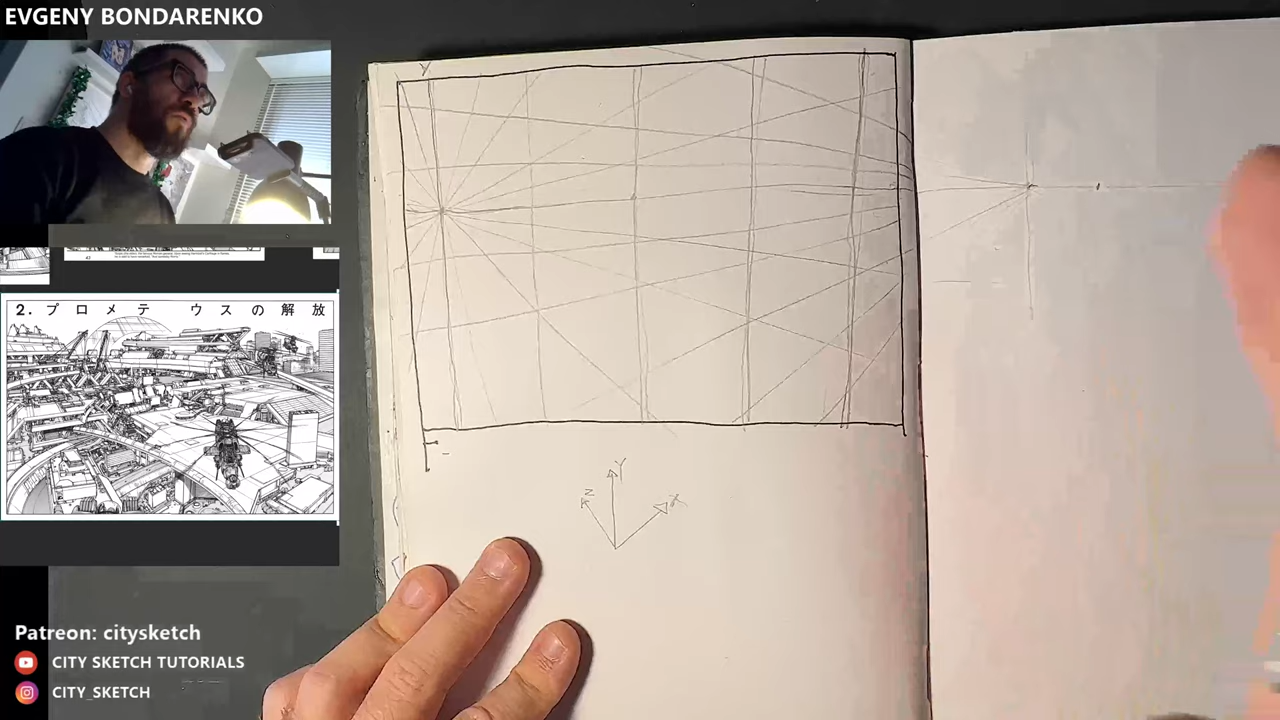 EVGENY BONDARENKO
2. プロメテウスの解放
Y
Z
X
Patreon: citysketch
CITY SKETCH TUTORIALS
CITY_SKETCH